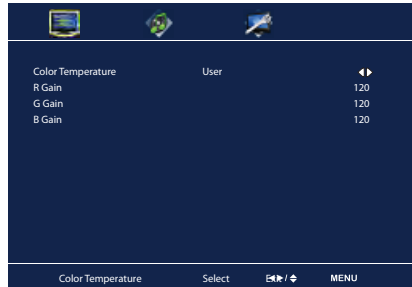 Color Temperature User
R Gain 120
G Gain 120
B Gain 120
Color Temperature Select MENU